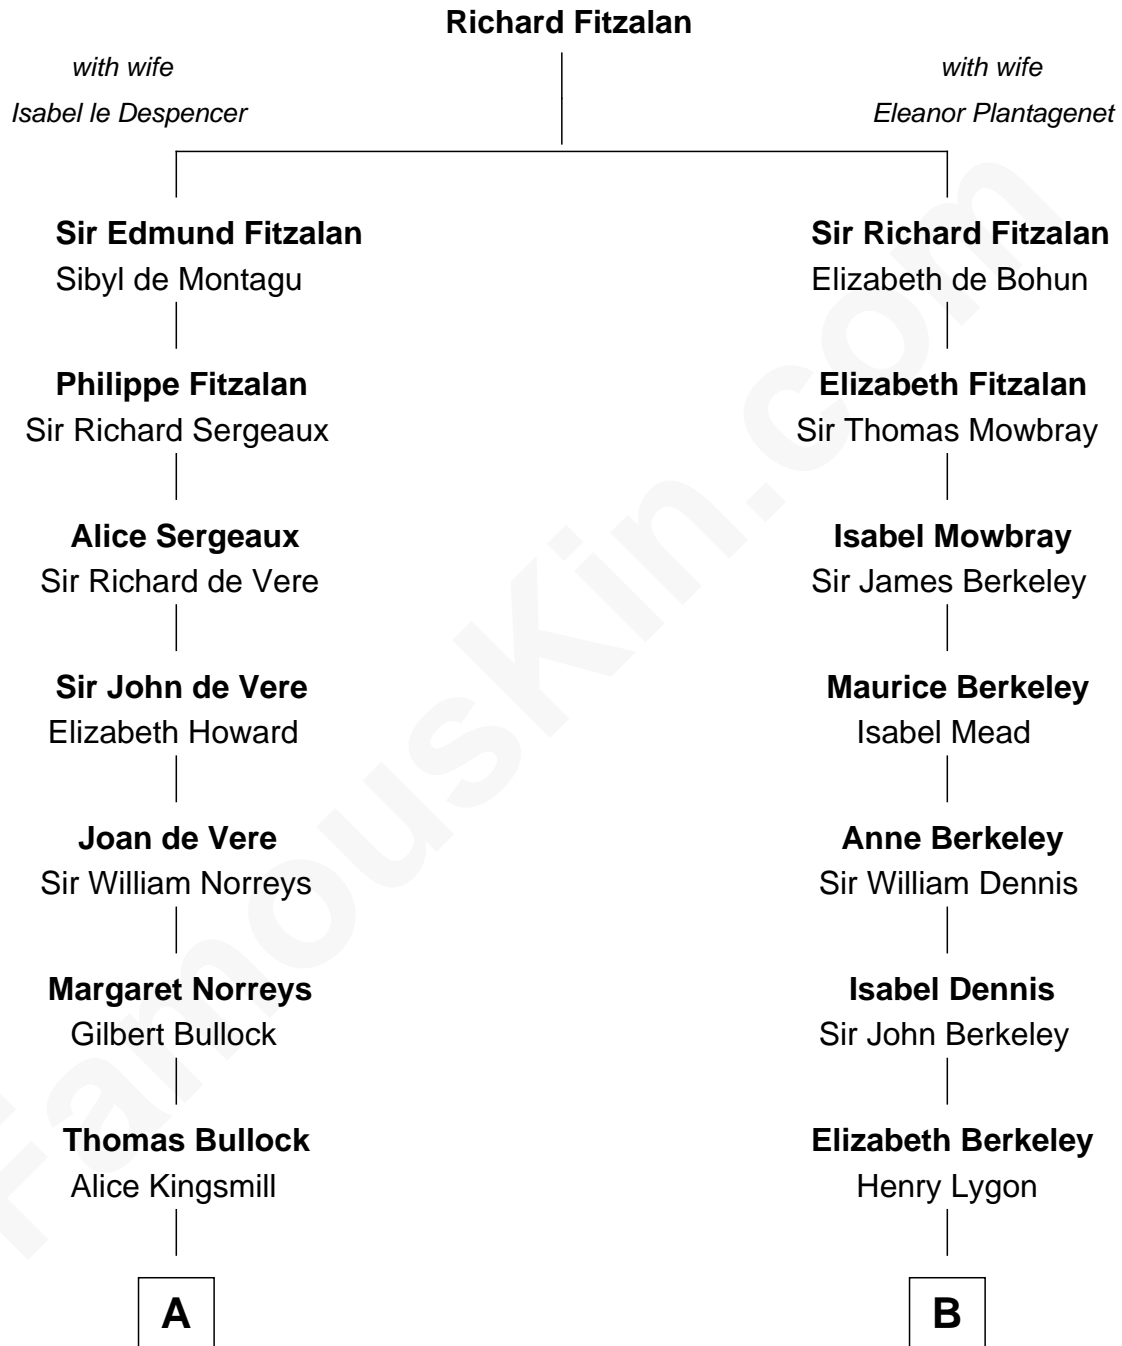 Richard Fitzalan
with wife
Isabel le Despencer
with wife
Eleanor Plantagenet
Sir Edmund Fitzalan
Sibyl de Montagu
Sir Richard Fitzalan
Elizabeth de Bohun
Philippe Fitzalan
Sir Richard Sergeaux
Elizabeth Fitzalan
Sir Thomas Mowbray
Alice Sergeaux
Sir Richard de Vere
Isabel Mowbray
Sir James Berkeley
Sir John de Vere
Elizabeth Howard
Maurice Berkeley
Isabel Mead
Joan de Vere
Sir William Norreys
Anne Berkeley
Sir William Dennis
Margaret Norreys
Gilbert Bullock
Isabel Dennis
Sir John Berkeley
Thomas Bullock
Alice Kingsmill
Elizabeth Berkeley
Henry Lygon
A
B
FamousKin.com